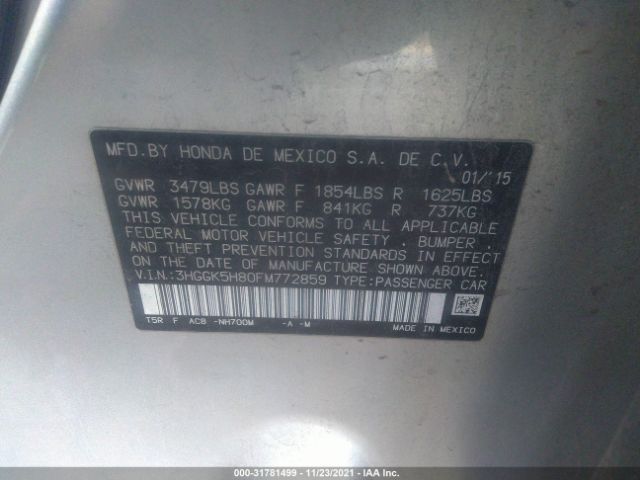 MFD.BY HONDA DE MEXICO S.A. DE C.V.
01/'15
GVWR 3479LBS GAWR F 1854LBS R 1625LBS
GVWR 1578KG GAWR F 841KG R 737KG
THIS VEHICLE CONFORMS TO ALL APPLICABLE
FEDERAL MOTOR VEHICLE SAFETY, BUMPER,
AND THEFT PREVENTION STANDARDS IN EFFECT
ON THE DATE OF MANUFACTURE SHOWN ABOVE.
V.I.N.:3HGGK5H80FM772859 TYPE:PASSENGER CAR
T5R F AC8 -NH700M -A -M
MADE IN MEXICO
000-31781499 - 11/23/2021 - IAA Inc.